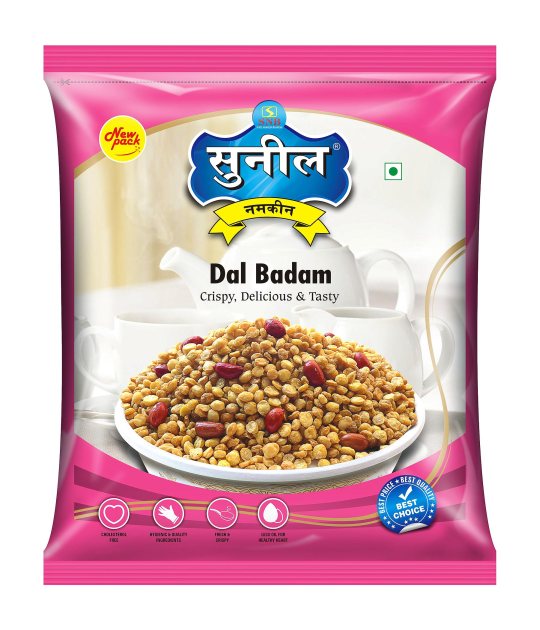 New
pack
SNB
सुनील®
नमकीन
Dal Badam
Crispy, Delicious & Tasty
BEST PRICE ★ BEST QUALITY
BEST
CHOICE
CHOLESTEROL
FREE
HYGIENIC & QUALITY
INGREDIENTS
FRESH &
CRISPY
LESS OIL FOR
HEALTHY HEART